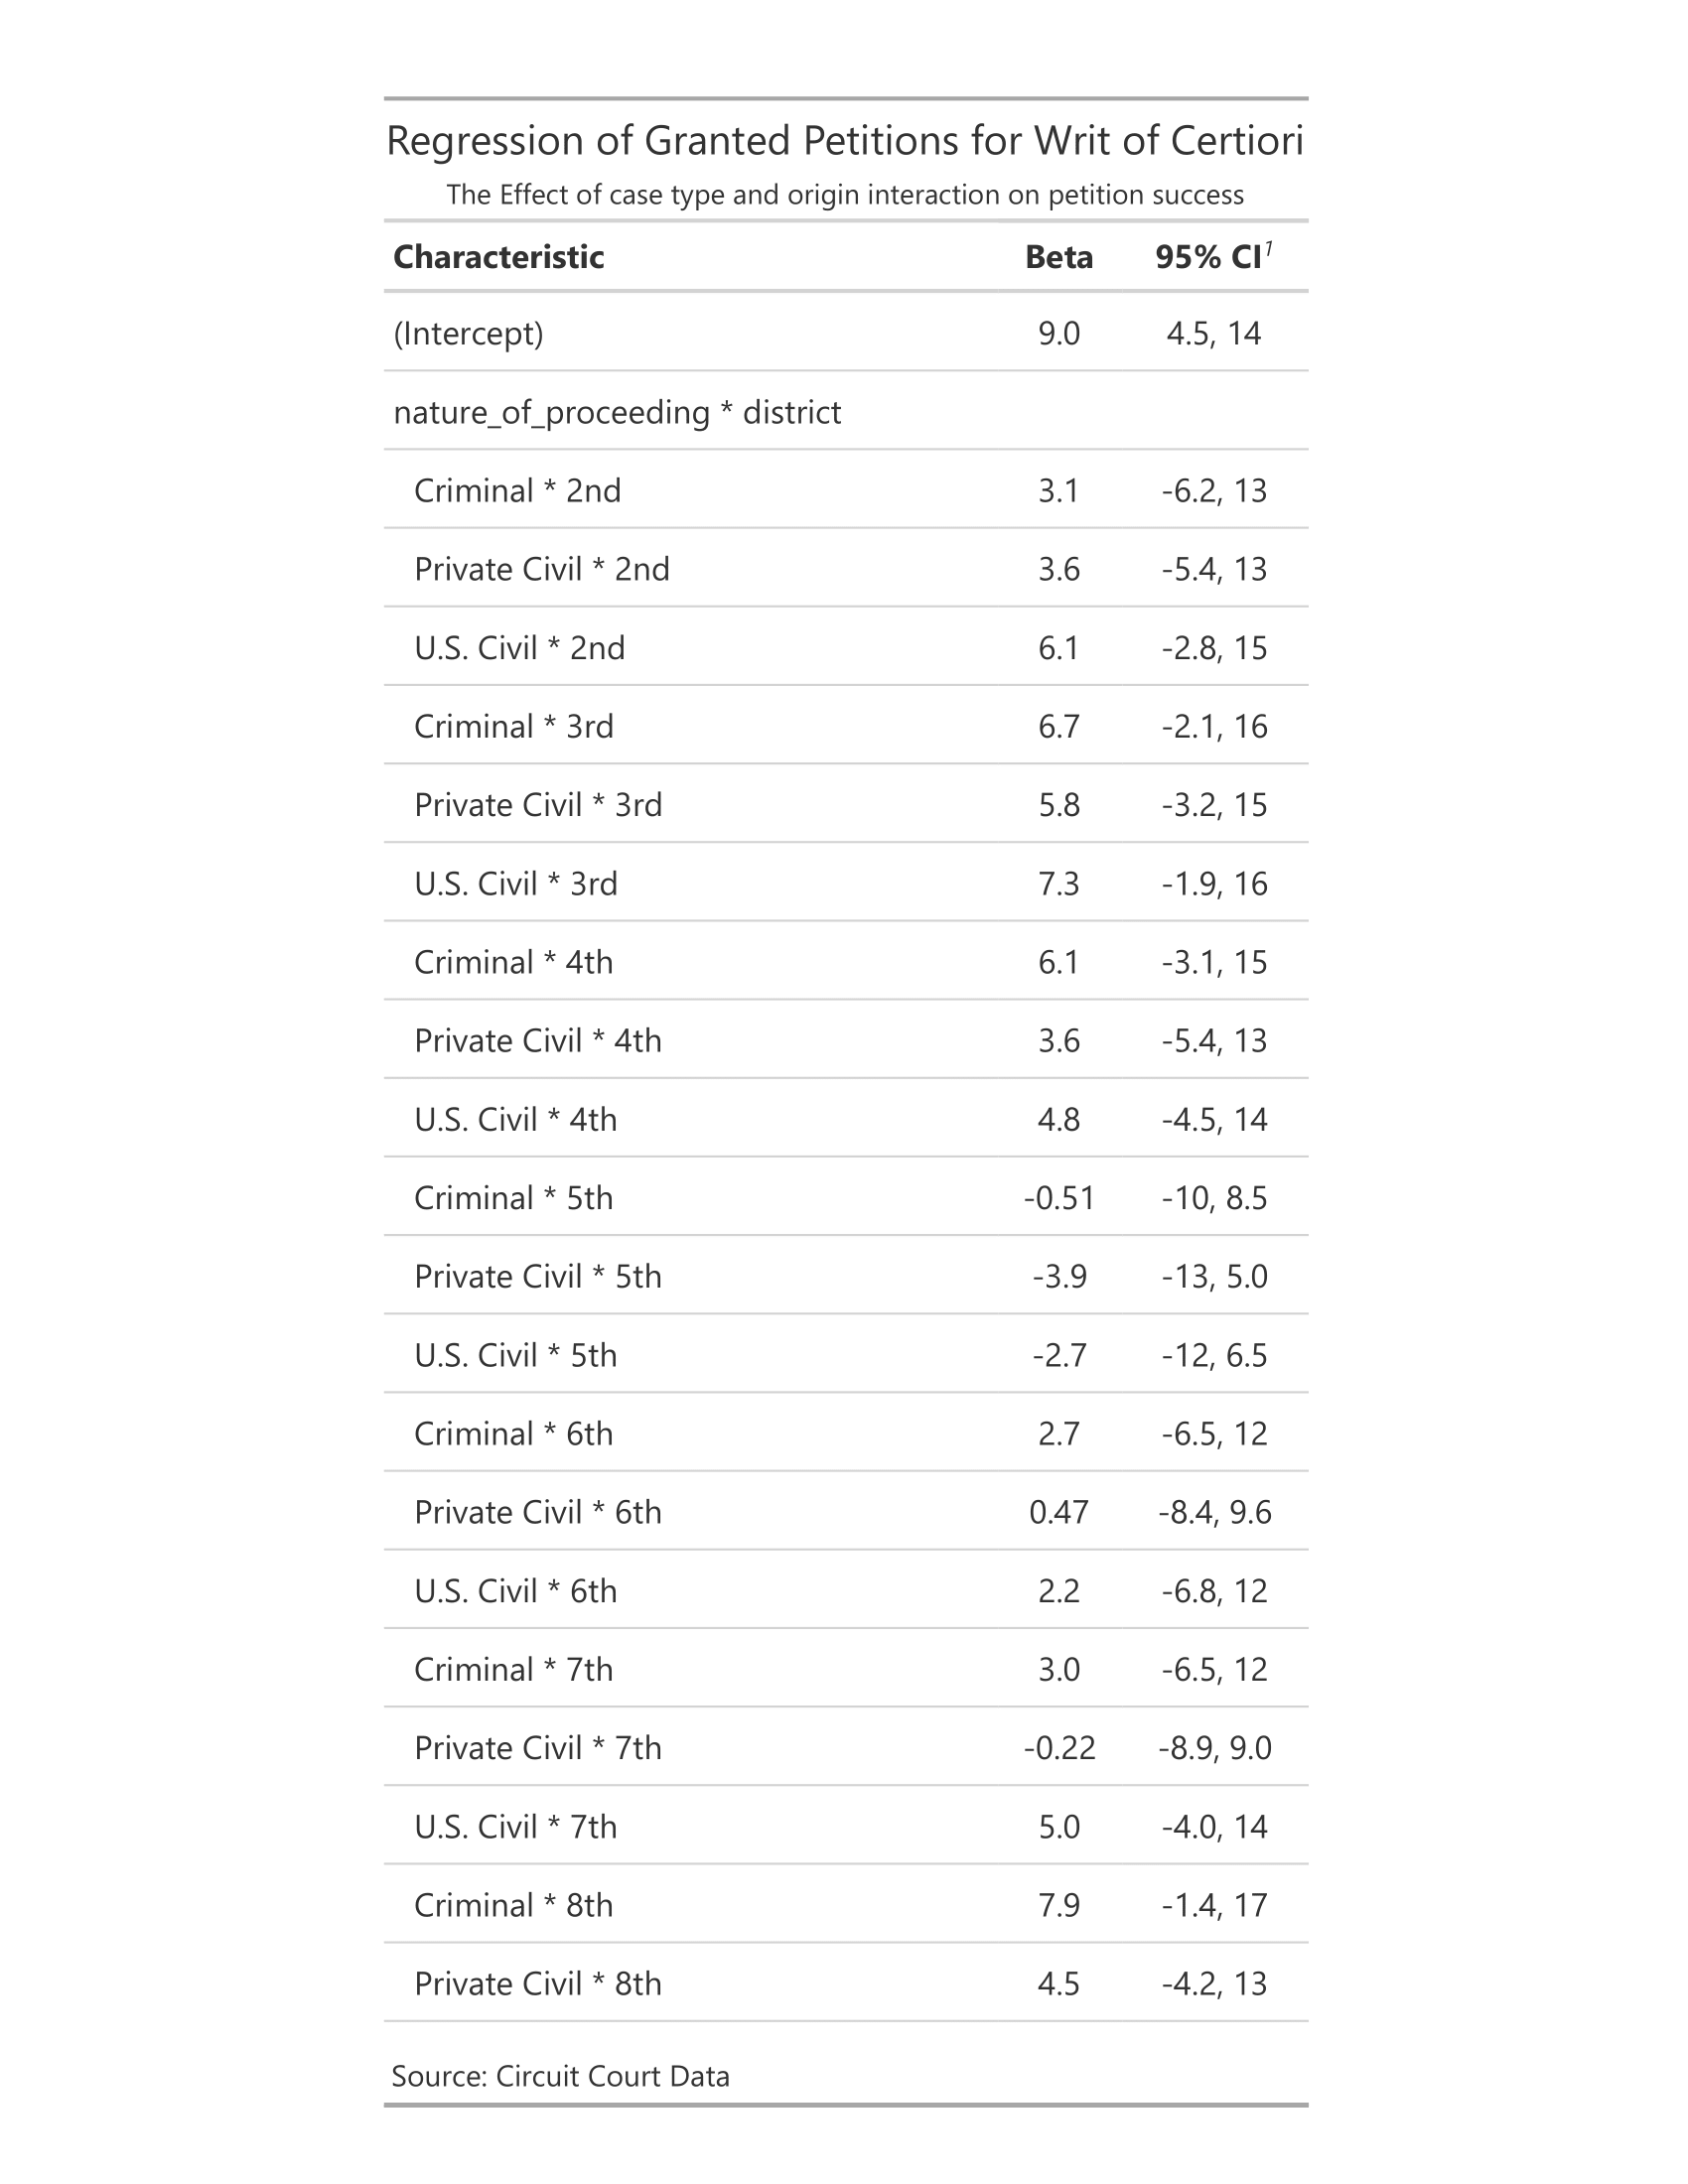 Regression of Granted Petitions for Writ of Certiori
The Effect of case type and origin interaction on petition success
Characteristic Beta 95% CI1
(Intercept) 9.0 4.5, 14
nature_of_proceeding * district
Criminal * 2nd 3.1 -6.2, 13
Private Civil * 2nd 3.6 -5.4, 13
U.S. Civil * 2nd 6.1 -2.8, 15
Criminal * 3rd 6.7 -2.1, 16
Private Civil * 3rd 5.8 -3.2, 15
U.S. Civil * 3rd 7.3 -1.9, 16
Criminal * 4th 6.1 -3.1, 15
Private Civil * 4th 3.6 -5.4, 13
U.S. Civil * 4th 4.8 -4.5, 14
Criminal * 5th -0.51 -10, 8.5
Private Civil * 5th -3.9 -13, 5.0
U.S. Civil * 5th -2.7 -12, 6.5
Criminal * 6th 2.7 -6.5, 12
Private Civil * 6th 0.47 -8.4, 9.6
U.S. Civil * 6th 2.2 -6.8, 12
Criminal * 7th 3.0 -6.5, 12
Private Civil * 7th -0.22 -8.9, 9.0
U.S. Civil * 7th 5.0 -4.0, 14
Criminal * 8th 7.9 -1.4, 17
Private Civil * 8th 4.5 -4.2, 13
Source: Circuit Court Data